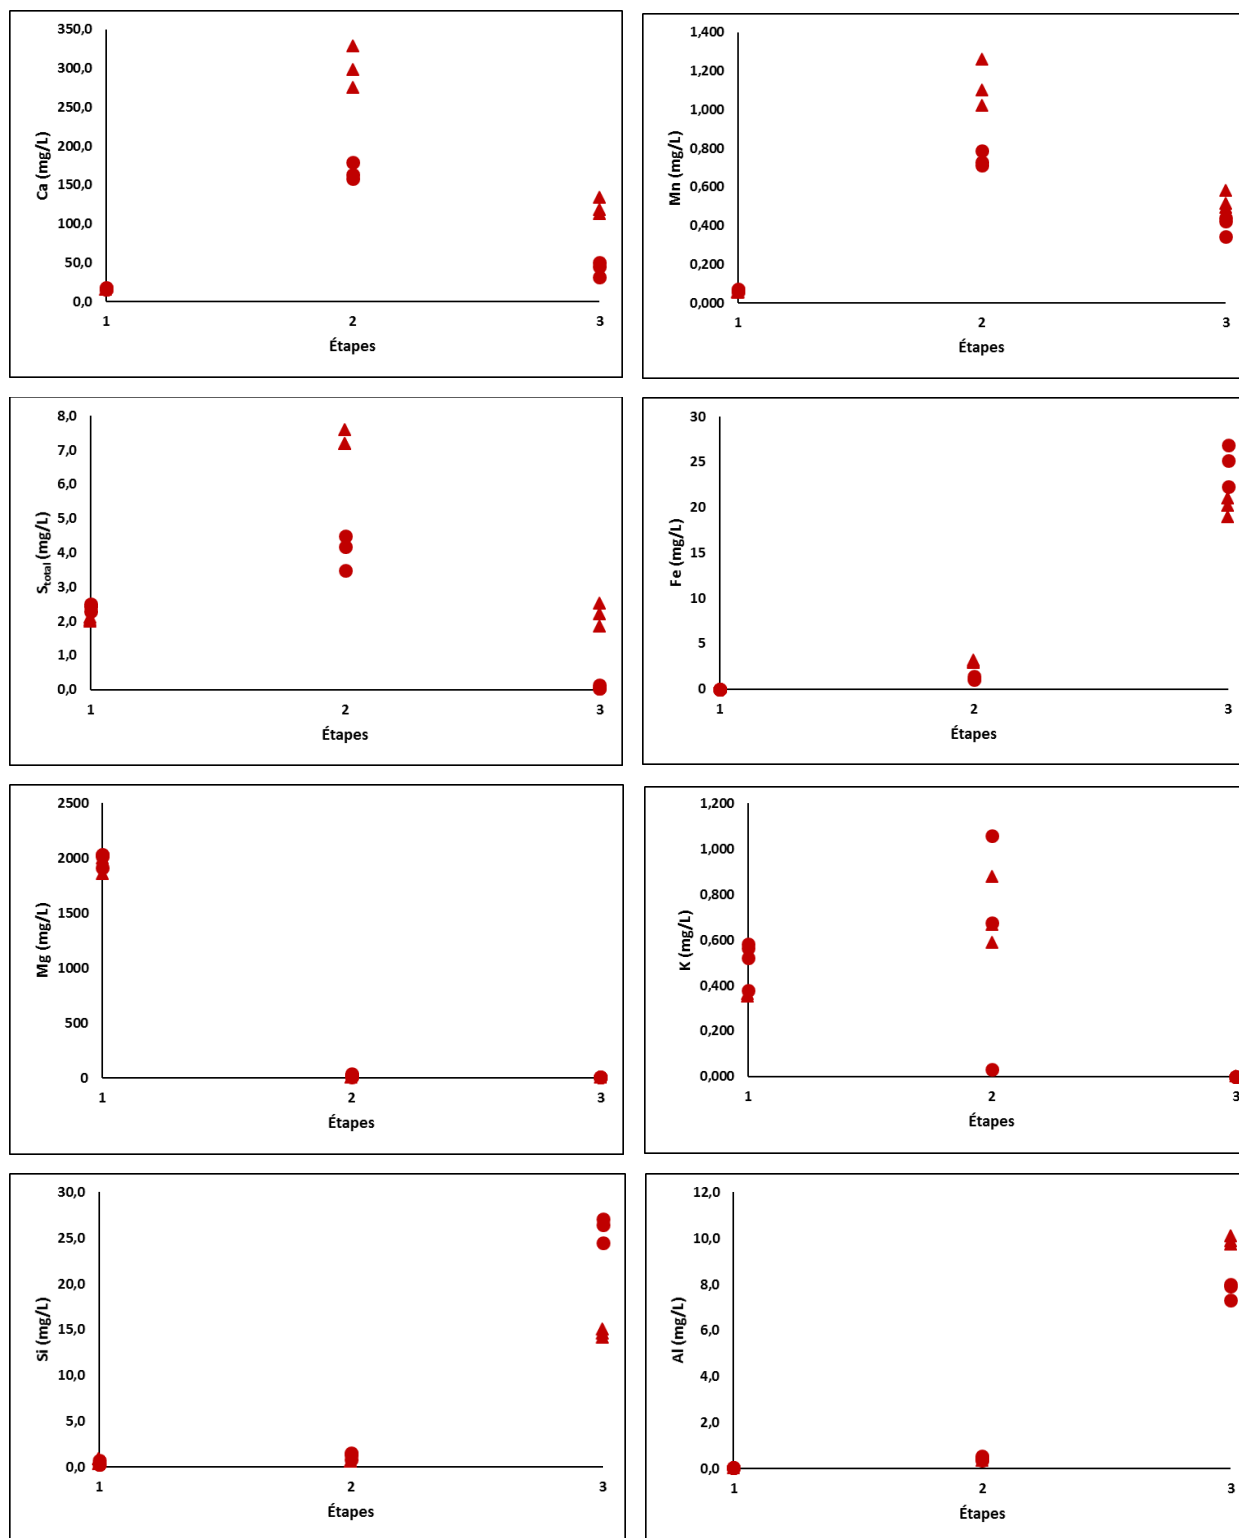 350,0
300,0
250,0
200,0
150,0
100,0
50,0
0,0
Ca (mg/L)
1 2 3
Étapes
1,400
1,200
1,000
0,800
0,600
0,400
0,200
0,000
Mn (mg/L)
1 2 3
Étapes
8,0
7,0
6,0
5,0
4,0
3,0
2,0
1,0
0,0
Stotal (mg/L)
1 2 3
Étapes
30
25
20
15
10
5
0
Fe (mg/L)
1 2 3
Étapes
2500
2000
1500
1000
500
0
Mg (mg/L)
1 2 3
Étapes
1,200
1,000
0,800
0,600
0,400
0,200
0,000
K (mg/L)
1 2 3
Étapes
30,0
25,0
20,0
15,0
10,0
5,0
0,0
Si (mg/L)
1 2 3
Étapes
12,0
10,0
8,0
6,0
4,0
2,0
0,0
Al (mg/L)
1 2 3
Étapes